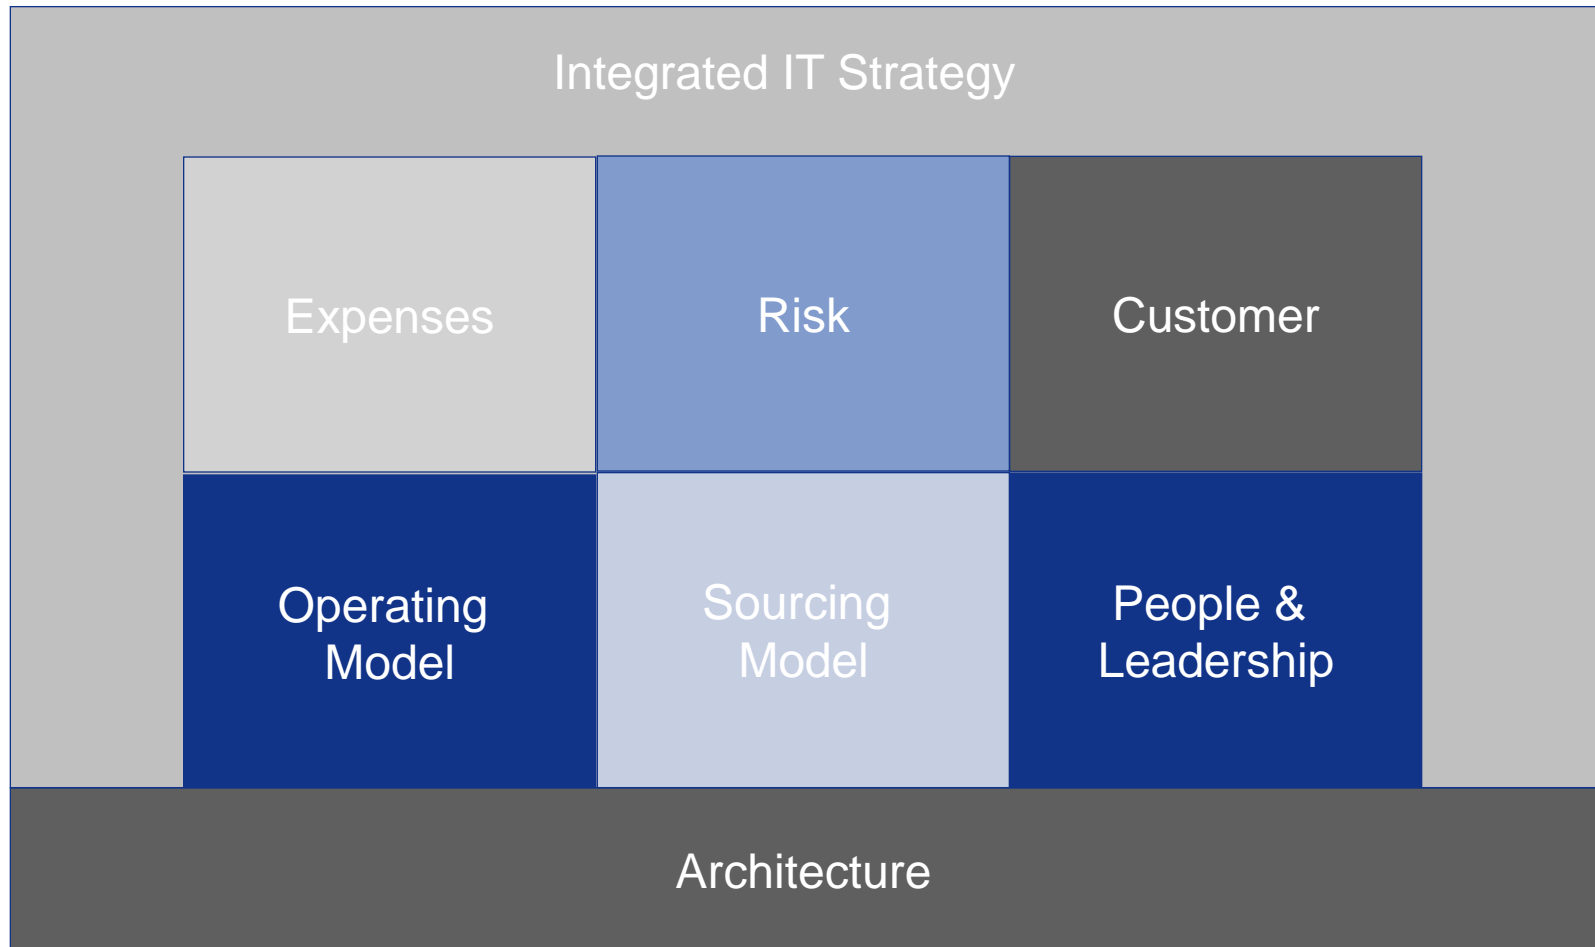 Integrated IT Strategy
Expenses
Risk
Customer
Operating
Model
Sourcing
Model
People &
Leadership
Architecture